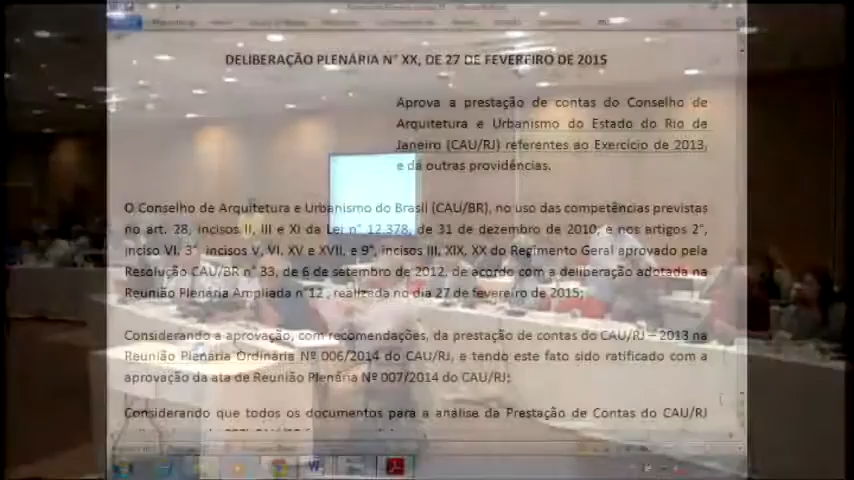 DELIBERAÇÃO PLENÁRIA N° XX, DE 27 DE FEVEREIRO DE 2015
Aprova a prestação de contas do Conselho de
Arquitetura e Urbanismo do Estado do Rio de
Janeiro (CAU/RJ) referentes ao Exercício de 2013,
e dá outras providências.
O Conselho de Arquitetura e Urbanismo do Brasil (CAU/BR), no uso das competências previstas
no art. 28, incisos II, III e XI da Lei n° 12.378, de 31 de dezembro de 2010, e nos artigos 2°,
inciso VI, 3° incisos V, VI, XV e XVII, e 9°, incisos III, XIX, XX do Regimento Geral aprovado pela
Resolução CAU/BR n° 33, de 6 de setembro de 2012, de acordo com a deliberação adotada na
Reunião Plenária Ampliada n°12, realizada no dia 27 de fevereiro de 2015;
Considerando a aprovação, com recomendações, da prestação de contas do CAU/RJ – 2013 na
Reunião Plenária Ordinária Nº 006/2014 do CAU/RJ, e tendo este fato sido ratificado com a
aprovação da ata de Reunião Plenária Nº 007/2014 do CAU/RJ;
Considerando que todos os documentos para a análise da Prestação de Contas do CAU/RJ